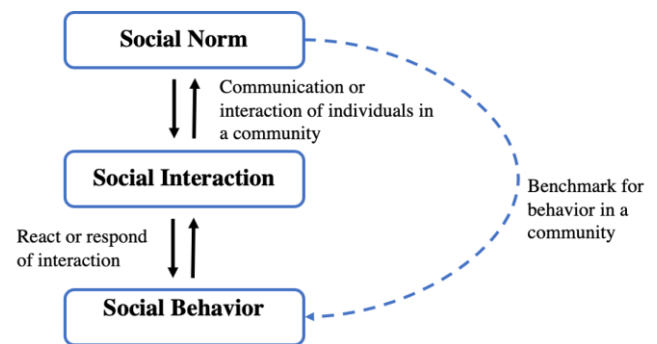 Social Norm
Communication or
interaction of individuals in
a community
Social Interaction
Benchmark for
behavior in a
community
React or respond
of interaction
Social Behavior